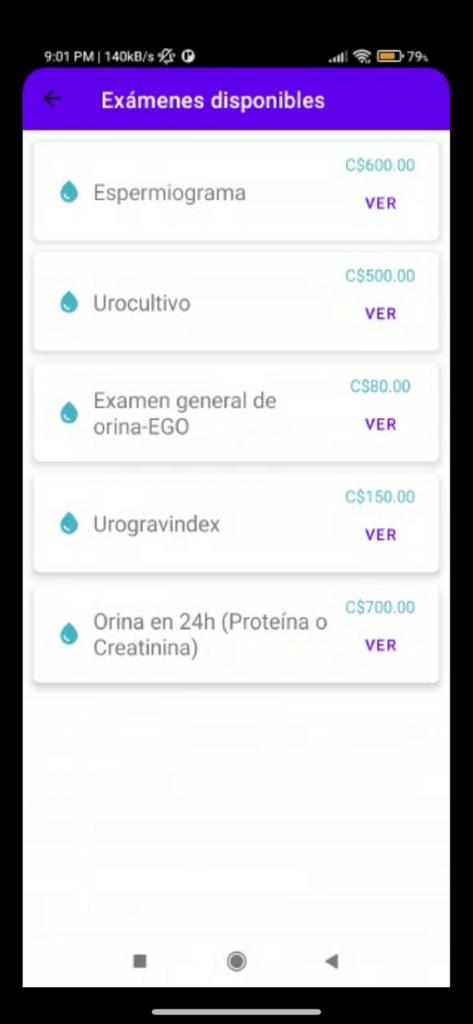 9:01 PM | 140kB/s
79%
Exámenes disponibles
C$600.00
Espermiograma
VER
C$500.00
Urocultivo
VER
C$80.00
Examen general de
orina-EGO
VER
C$150.00
Urogravindex
VER
C$700.00
Orina en 24h (Proteína o
Creatinina)
VER